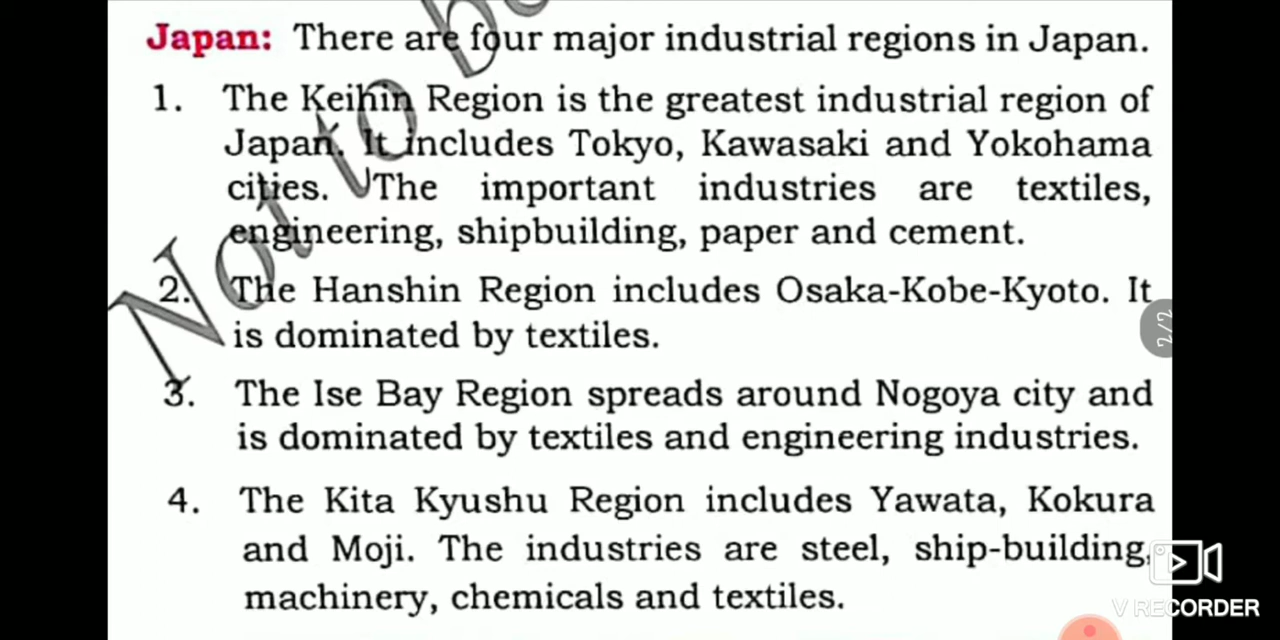 Japan: There are four major industrial regions in Japan.
1. The Keihin Region is the greatest industrial region of
Japan. It includes Tokyo, Kawasaki and Yokohama
cities. The important industries are textiles,
engineering, shipbuilding, paper and cement.
2. The Hanshin Region includes Osaka-Kobe-Kyoto. It
is dominated by textiles.
3. The Ise Bay Region spreads around Nogoya city and
is dominated by textiles and engineering industries.
4. The Kita Kyushu Region includes Yawata, Kokura
and Moji. The industries are steel, ship-building,
machinery, chemicals and textiles.
Not to b
2/2
V RECORDER